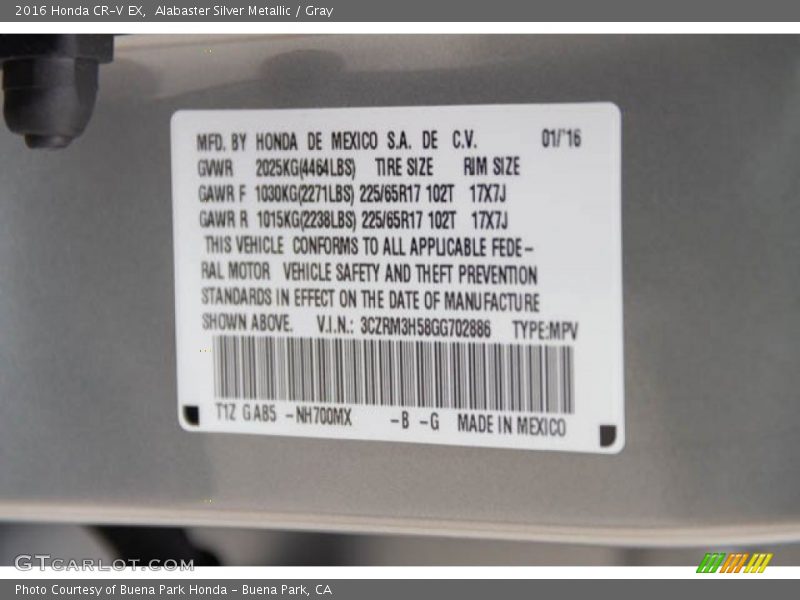 2016 Honda CR-V EX,  Alabaster Silver Metallic / Gray
MFD. BY HONDA DE MEXICO S.A. DE C.V. 01/'16
GVWR 2025KG(4464LBS) TIRE SIZE RIM SIZE
GAWR F 1030KG(2271LBS) 225/65R17 102T 17X7J
GAWR R 1015KG(2238LBS) 225/65R17 102T 17X7J
THIS VEHICLE CONFORMS TO ALL APPLICABLE FEDE-
RAL MOTOR VEHICLE SAFETY AND THEFT PREVENTION
STANDARDS IN EFFECT ON THE DATE OF MANUFACTURE
SHOWN ABOVE. V.I.N.: 3CZRM3H58GG702886 TYPE:MPV
T1Z GAB5 -NH700MX -B -G MADE IN MEXICO
GTCARLOT.COM
Photo Courtesy of Buena Park Honda - Buena Park, CA